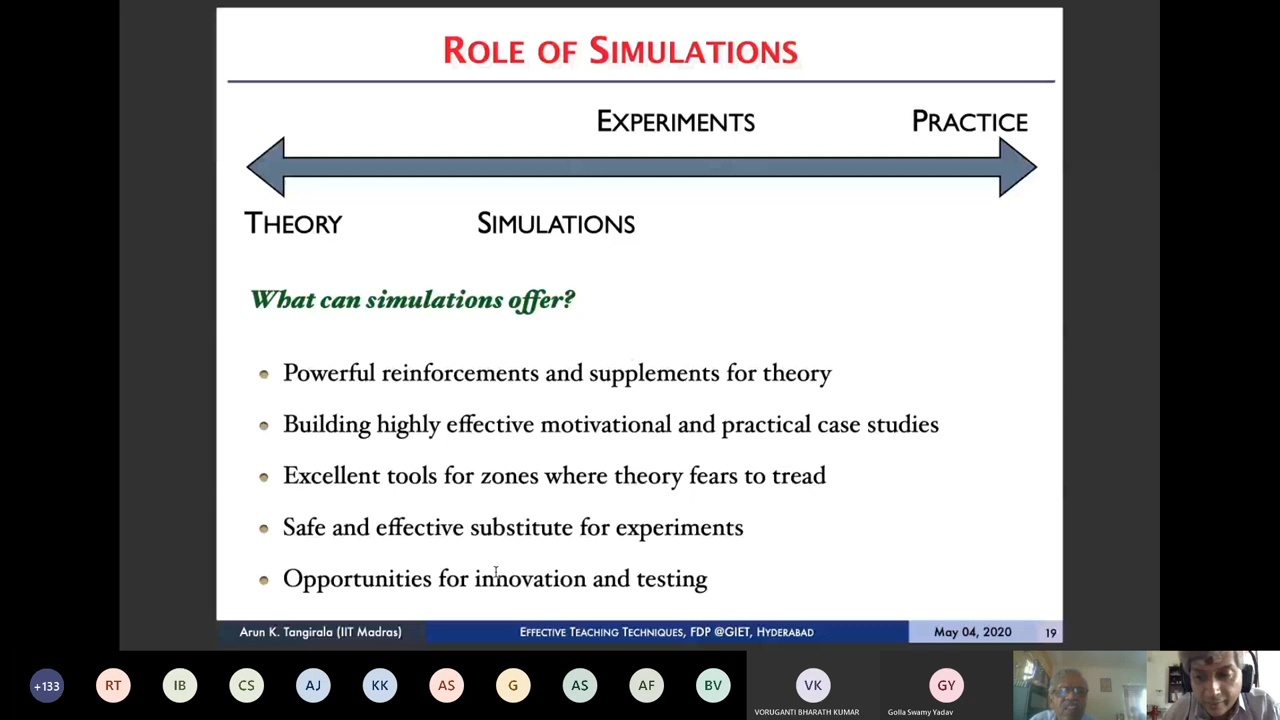 ROLE OF SIMULATIONS
EXPERIMENTS PRACTICE
THEORY SIMULATIONS
What can simulations offer?
Powerful reinforcements and supplements for theory
Building highly effective motivational and practical case studies
Excellent tools for zones where theory fears to tread
Safe and effective substitute for experiments
Opportunities for innovation and testing
Arun K. Tangirala (IIT Madras) EFFECTIVE TEACHING TECHNIQUES, FDP @GIET, HYDERABAD May 04, 2020 19
+133 RT IB CS AJ KK AS G AS AF BV VK GY
VORUGANTI BHARATH KUMAR Golla Swamy Yadav